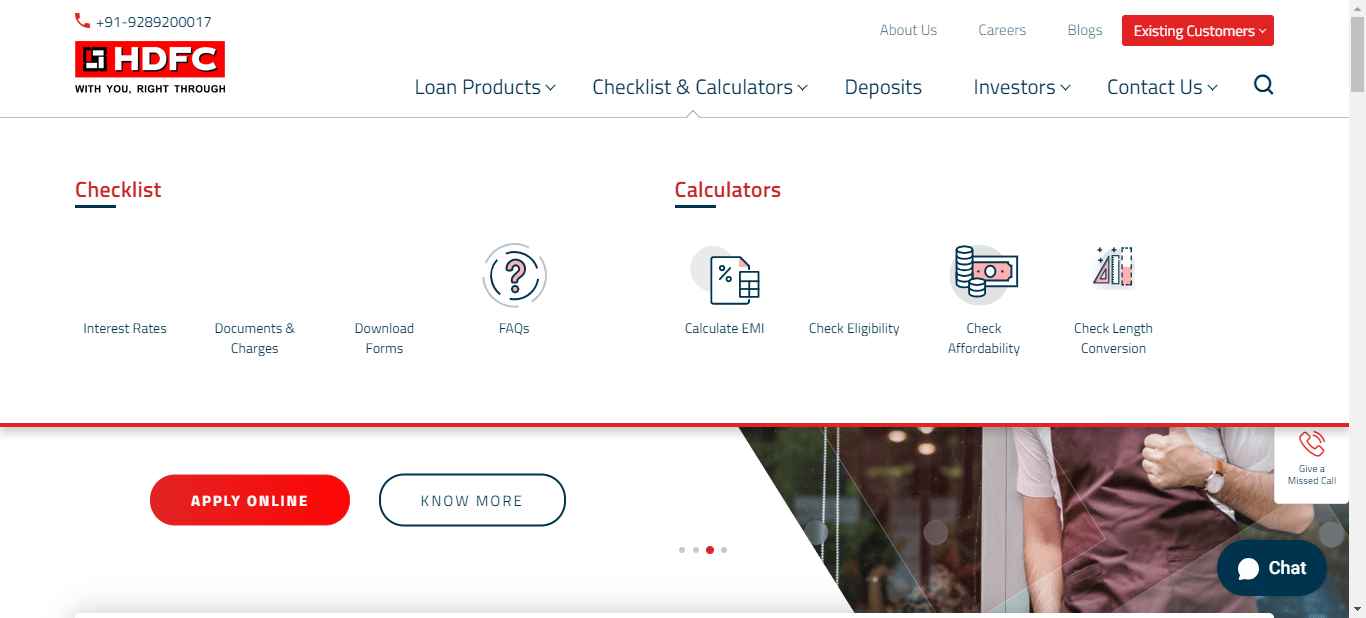 +91-9289200017
About Us
Careers
Blogs
Existing Customers
HDFC
WITH YOU, RIGHT THROUGH
Loan Products
Checklist & Calculators
Deposits
Investors
Contact Us
Checklist
Calculators
Interest Rates
Documents &
Charges
Download
Forms
FAQs
%
Calculate EMI
Check Eligibility
Check
Affordability
Check Length
Conversion
APPLY ONLINE
KNOW MORE
Give a
Missed Call
Chat